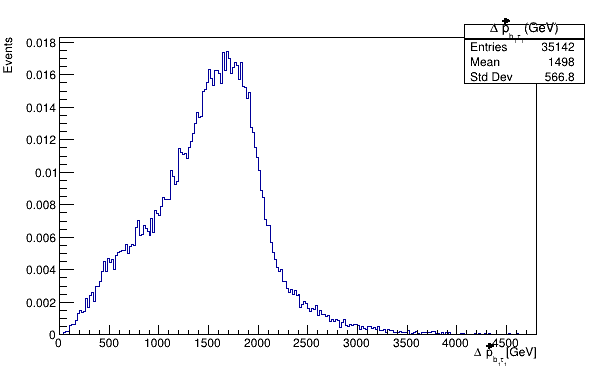 Δ p⃗ b₁τ₁ (GeV)
Entries 35142
Mean 1498
Std Dev 566.8
Events
0.018
0.016
0.014
0.012
0.01
0.008
0.006
0.004
0.002
0
0 500 1000 1500 2000 2500 3000 3500 4000 4500
Δ p⃗ b₁τ₁ [GeV]